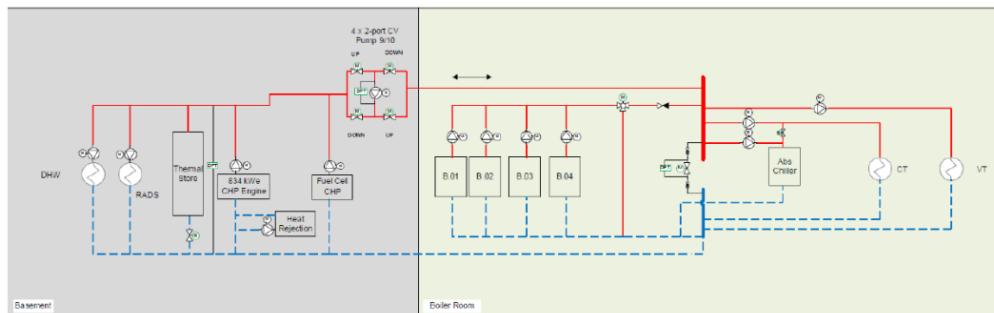 4 x 2-port CV
Pump 9/10
UP
DOWN
DOWN
UP
DHW
RADS
Thermal
Store
834 kWe
CHP Engine
Fuel Cell
CHP
Heat
Rejection
B.01
B.02
B.03
B.04
Abs
Chiller
CT
VT
Basement
Boiler Room